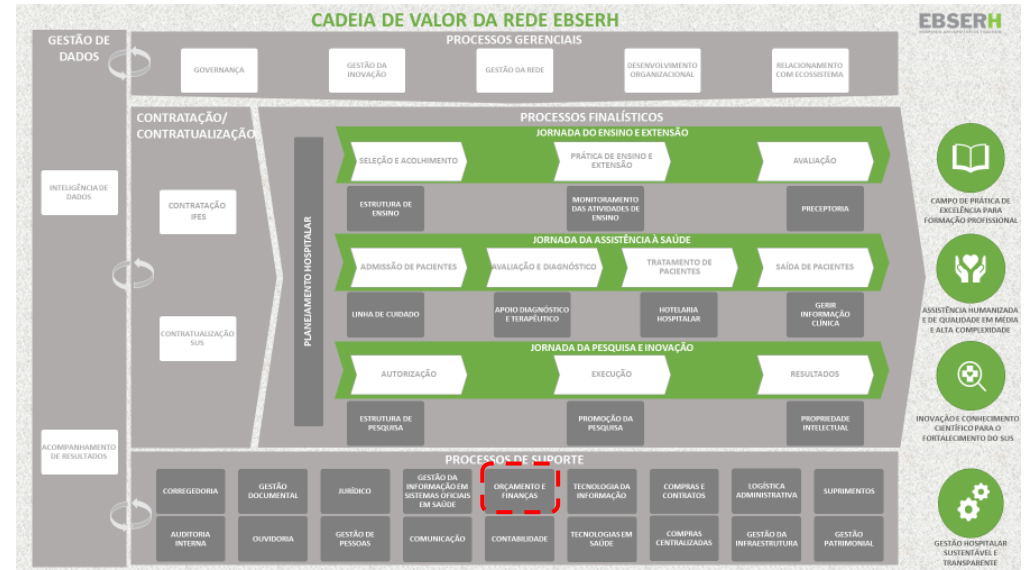 CADEIA DE VALOR DA REDE EBSERH
EBSERH
GESTÃO DE
DADOS
INTELIGÊNCIA DE
DADOS
ACOMPANHAMENTO
DE RESULTADOS
PROCESSOS GERENCIAIS
GOVERNANÇA
GESTÃO DA
INOVAÇÃO
GESTÃO DA REDE
DESENVOLVIMENTO
ORGANIZACIONAL
RELACIONAMENTO
COM ECOSSISTEMA
CONTRATAÇÃO/
CONTRATUALIZAÇÃO
CONTRATAÇÃO
IFES
CONTRATUALIZAÇÃO
SUS
PROCESSOS FINALÍSTICOS
PLANEJAMENTO HOSPITALAR
JORNADA DO ENSINO E EXTENSÃO
SELEÇÃO E ACOLHIMENTO
PRÁTICA DE ENSINO E
EXTENSÃO
AVALIAÇÃO
ESTRUTURA DE
ENSINO
MONITORAMENTO
DAS ATIVIDADES DE
ENSINO
PRECEPTORIA
JORNADA DA ASSISTÊNCIA À SAÚDE
ADMISSÃO DE PACIENTES
AVALIAÇÃO E DIAGNÓSTICO
TRATAMENTO DE
PACIENTES
SAÍDA DE PACIENTES
LINHA DE CUIDADO
APOIO DIAGNÓSTICO
E TERAPÊUTICO
HOTELARIA
HOSPITALAR
GERIR
INFORMAÇÃO
CLÍNICA
JORNADA DA PESQUISA E INOVAÇÃO
AUTORIZAÇÃO
EXECUÇÃO
RESULTADOS
ESTRUTURA DE
PESQUISA
PROMOÇÃO DA
PESQUISA
PROPRIEDADE
INTELECTUAL
PROCESSOS DE SUPORTE
CORREGEDORIA
GESTÃO
DOCUMENTAL
JURÍDICO
GESTÃO DA
INFORMAÇÃO EM
SISTEMAS OFICIAIS
EM SAÚDE
ORÇAMENTO E
FINANÇAS
TECNOLOGIA DA
INFORMAÇÃO
COMPRAS E
CONTRATOS
LOGÍSTICA
ADMINISTRATIVA
SUPRIMENTOS
AUDITORIA
INTERNA
OUVIDORIA
GESTÃO DE
PESSOAS
COMUNICAÇÃO
CONTABILIDADE
TECNOLOGIAS EM
SAÚDE
COMPRAS
CENTRALIZADAS
GESTÃO DA
INFRAESTRUTURA
GESTÃO
PATRIMONIAL
CAMPO DE PRÁTICA DE
EXCELÊNCIA PARA
FORMAÇÃO PROFISSIONAL
ASSISTÊNCIA HUMANIZADA
E DE QUALIDADE EM MÉDIA
E ALTA COMPLEXIDADE
INOVAÇÃO E CONHECIMENTO
CIENTÍFICO PARA O
FORTALECIMENTO DO SUS
GESTÃO HOSPITALAR
SUSTENTÁVEL E
TRANSPARENTE